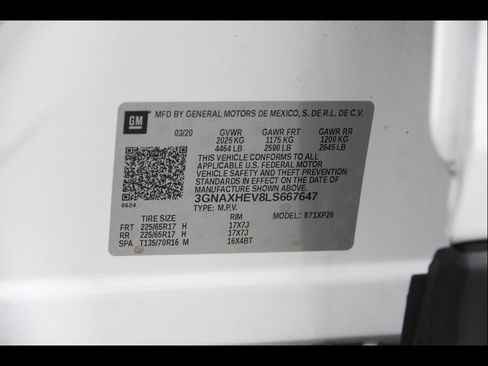 GM
MFD BY GENERAL MOTORS DE MEXICO, S. DE R.L. DE C.V.
03/20 GVWR GAWR FRT GAWR RR
2025 KG 1175 KG 1200 KG
4464 LB 2590 LB 2645 LB
THIS VEHICLE CONFORMS TO ALL
APPLICABLE U.S. FEDERAL MOTOR
VEHICLE SAFETY AND THEFT PREVENTION
STANDARDS IN EFFECT ON THE DATE OF
MANUFACTURE SHOWN ABOVE.
3GNAXHEV8LS667647
8624
TYPE: M.P.V. MODEL: 871XP26
TIRE SIZE RIM
FRT 225/65R17 H 17X7J
RR 225/65R17 H 17X7J
SPA T135/70R16 M 16X4BT